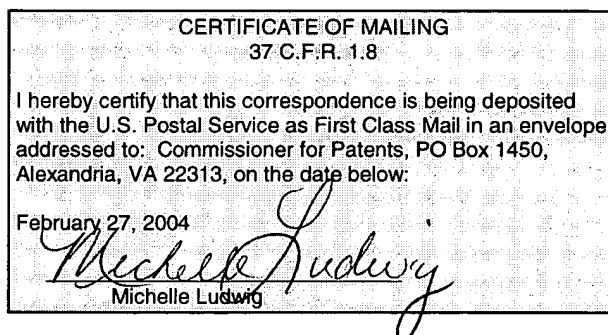 CERTIFICATE OF MAILING
37 C.F.R. 1.8
I hereby certify that this correspondence is being deposited
with the U.S. Postal Service as First Class Mail in an envelope
addressed to: Commissioner for Patents, PO Box 1450,
Alexandria, VA 22313, on the date below:
February 27, 2004
Michelle Ludwig
Michelle Ludwig